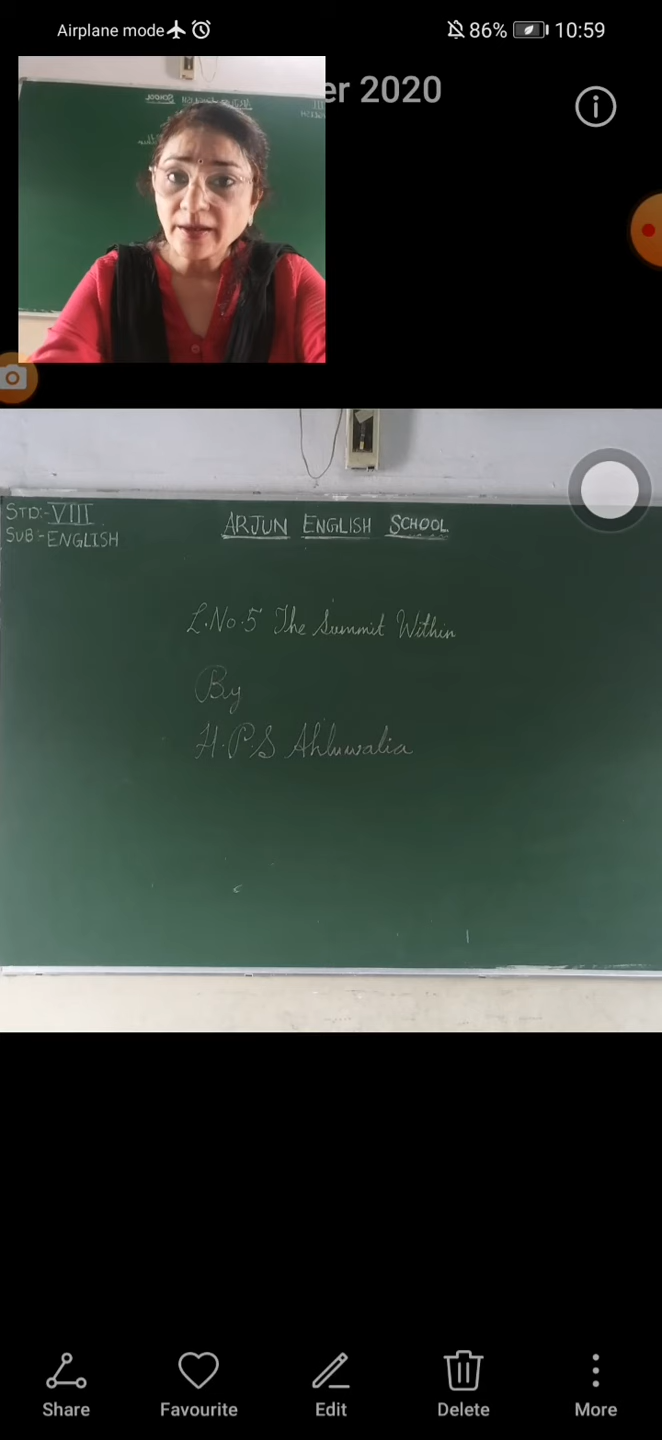 Airplane mode 86% 10:59
er 2020
STD:- VIII
SUB:- ENGLISH
ARJUN ENGLISH SCHOOL
L.No.5 The Summit Within
By
H.P.S Ahluwalia
Share Favourite Edit Delete More